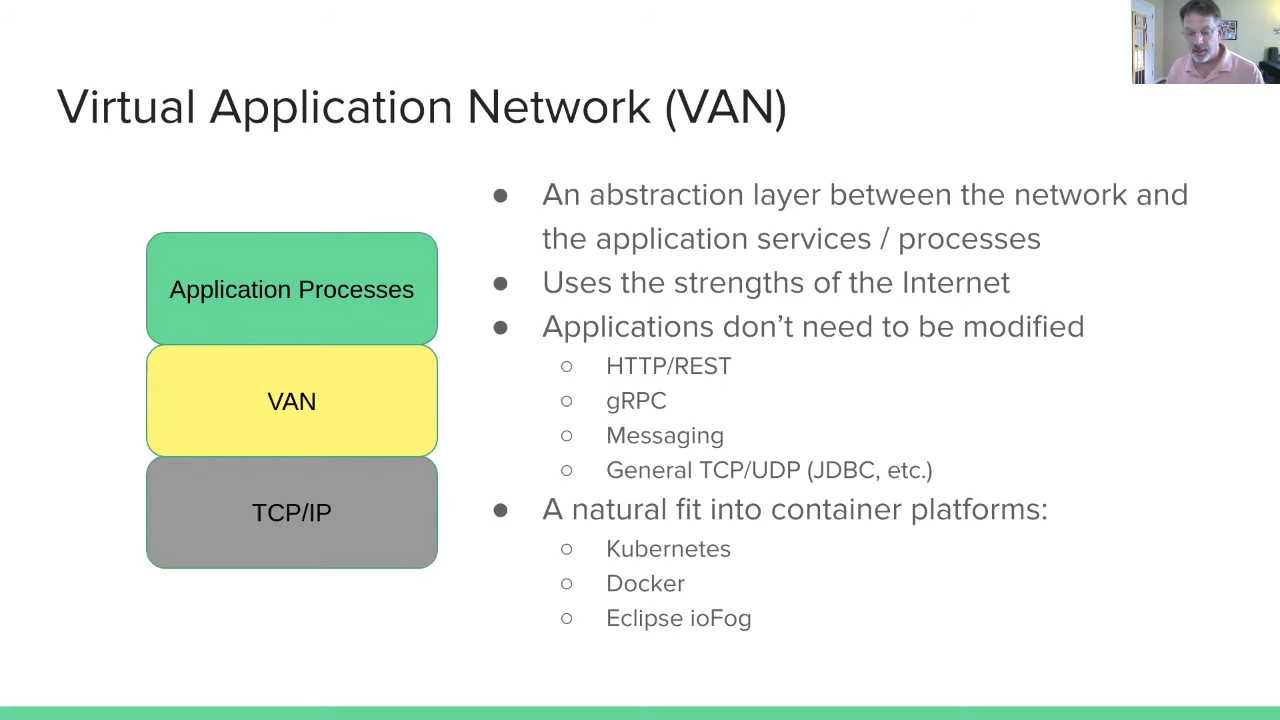 Virtual Application Network (VAN)
Application Processes
VAN
TCP/IP
● An abstraction layer between the network and
the application services / processes
● Uses the strengths of the Internet
● Applications don’t need to be modified
○ HTTP/REST
○ gRPC
○ Messaging
○ General TCP/UDP (JDBC, etc.)
● A natural fit into container platforms:
○ Kubernetes
○ Docker
○ Eclipse ioFog